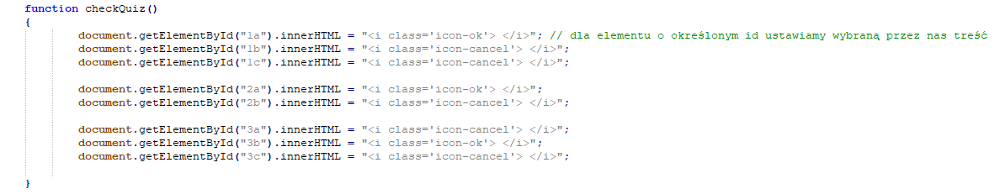 function checkQuiz()
{
document.getElementById("1a").innerHTML = "<i class='icon-ok'> </i>"; // dla elementu o określonym id ustawiamy wybraną przez nas treść
document.getElementById("1b").innerHTML = "<i class='icon-cancel'> </i>";
document.getElementById("1c").innerHTML = "<i class='icon-cancel'> </i>";
document.getElementById("2a").innerHTML = "<i class='icon-ok'> </i>";
document.getElementById("2b").innerHTML = "<i class='icon-cancel'> </i>";
document.getElementById("3a").innerHTML = "<i class='icon-cancel'> </i>";
document.getElementById("3b").innerHTML = "<i class='icon-ok'> </i>";
document.getElementById("3c").innerHTML = "<i class='icon-cancel'> </i>";
}